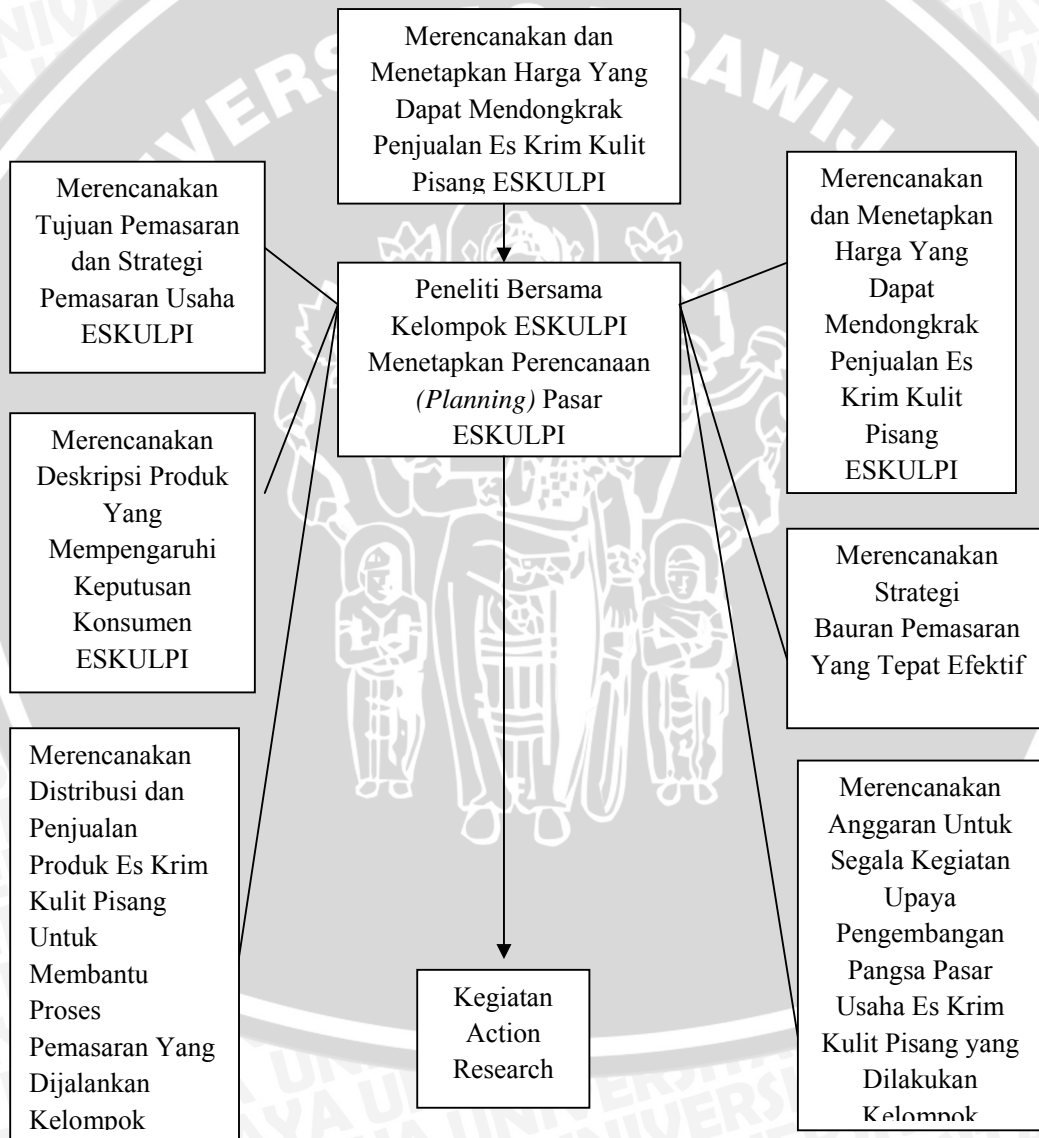 Merencanakan dan
Menetapkan Harga Yang
Dapat Mendongkrak
Penjualan Es Krim Kulit
Pisang ESKULPI
Merencanakan
Tujuan Pemasaran
dan Strategi
Pemasaran Usaha
ESKULPI
Merencanakan
dan Menetapkan
Harga Yang
Dapat
Mendongkrak
Penjualan Es
Krim Kulit
Pisang
ESKULPI
Peneliti Bersama
Kelompok ESKULPI
Menetapkan Perencanaan
(Planning) Pasar
ESKULPI
Merencanakan
Deskripsi Produk
Yang
Mempengaruhi
Keputusan
Konsumen
ESKULPI
Merencanakan
Strategi
Bauran Pemasaran
Yang Tepat Efektif
Merencanakan
Distribusi dan
Penjualan
Produk Es Krim
Kulit Pisang
Untuk
Membantu
Proses
Pemasaran Yang
Dijalankan
Kelompok
Merencanakan
Anggaran Untuk
Segala Kegiatan
Upaya
Pengembangan
Pangsa Pasar
Usaha Es Krim
Kulit Pisang yang
Dilakukan
Kelompok
Kegiatan
Action
Research